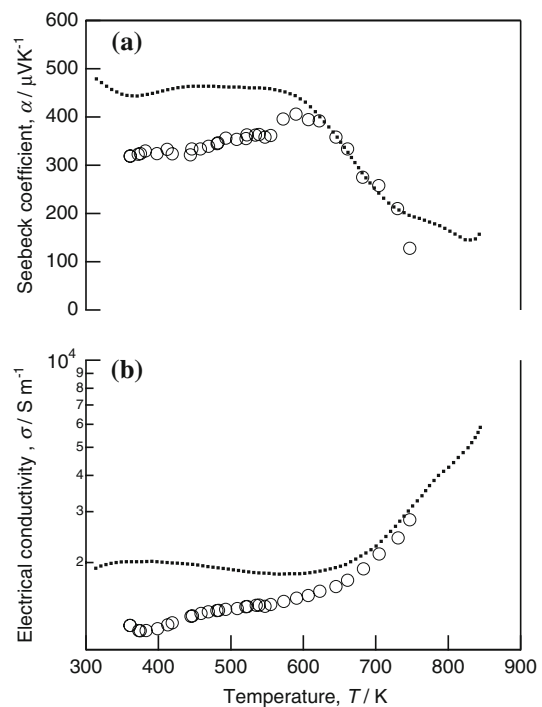 600
(a)
500
400
300
200
100
0
Seebeck coefficient, α / μVK⁻¹
10⁴
(b)
9
8
7
6
5
4
3
2
Electrical conductivity , σ / S m⁻¹
300 400 500 600 700 800 900
Temperature, T / K